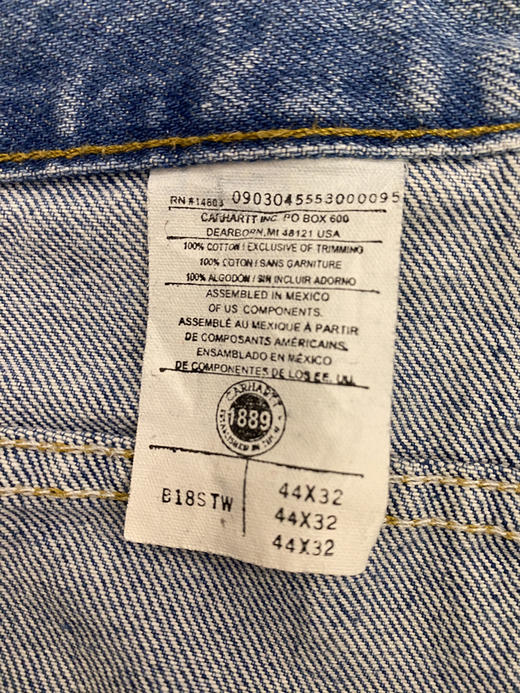 RN #14803 0903045553000095
CARHARTT INC. PO BOX 600
DEARBORN, MI 48121 USA
100% COTTON / EXCLUSIVE OF TRIMMING
100% COTON / SANS GARNITURE
100% ALGODON / SIN INCLUIR ADORNO
ASSEMBLED IN MEXICO
OF US COMPONENTS.
ASSEMBLÉ AU MEXIQUE À PARTIR
DE COMPOSANTS AMÉRICAINS.
ENSAMBLADO EN MÉXICO
DE COMPONENTES DE LOS EE. UU.
CARHARTT
1889
B18STW 44X32
44X32
44X32